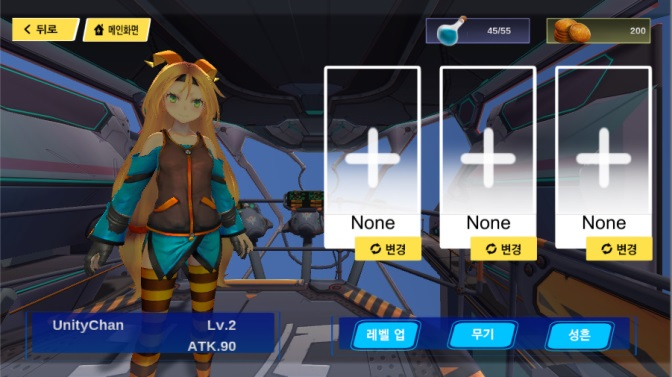 뒤로
메인화면
45/55
200
None
None
None
변경
변경
변경
UnityChan
Lv.2
ATK.90
레벨 업
무기
성흔